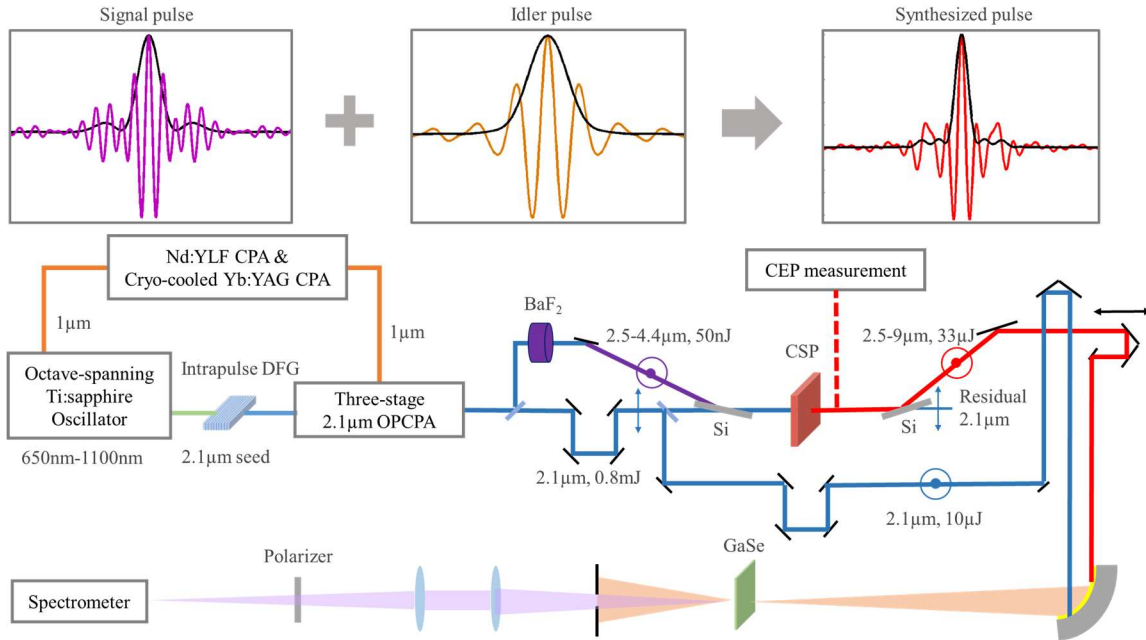 Signal pulse
Idler pulse
Synthesized pulse
Nd:YLF CPA &
Cryo-cooled Yb:YAG CPA
CEP measurement
1µm
1µm
BaF₂
2.5-4.4µm, 50nJ
CSP
2.5-9µm, 33µJ
Octave-spanning
Ti:sapphire
Oscillator
Intrapulse DFG
Three-stage
2.1µm OPCPA
Si
Si
Residual
2.1µm
650nm-1100nm
2.1µm seed
2.1µm, 0.8mJ
2.1µm, 10µJ
Polarizer
GaSe
Spectrometer